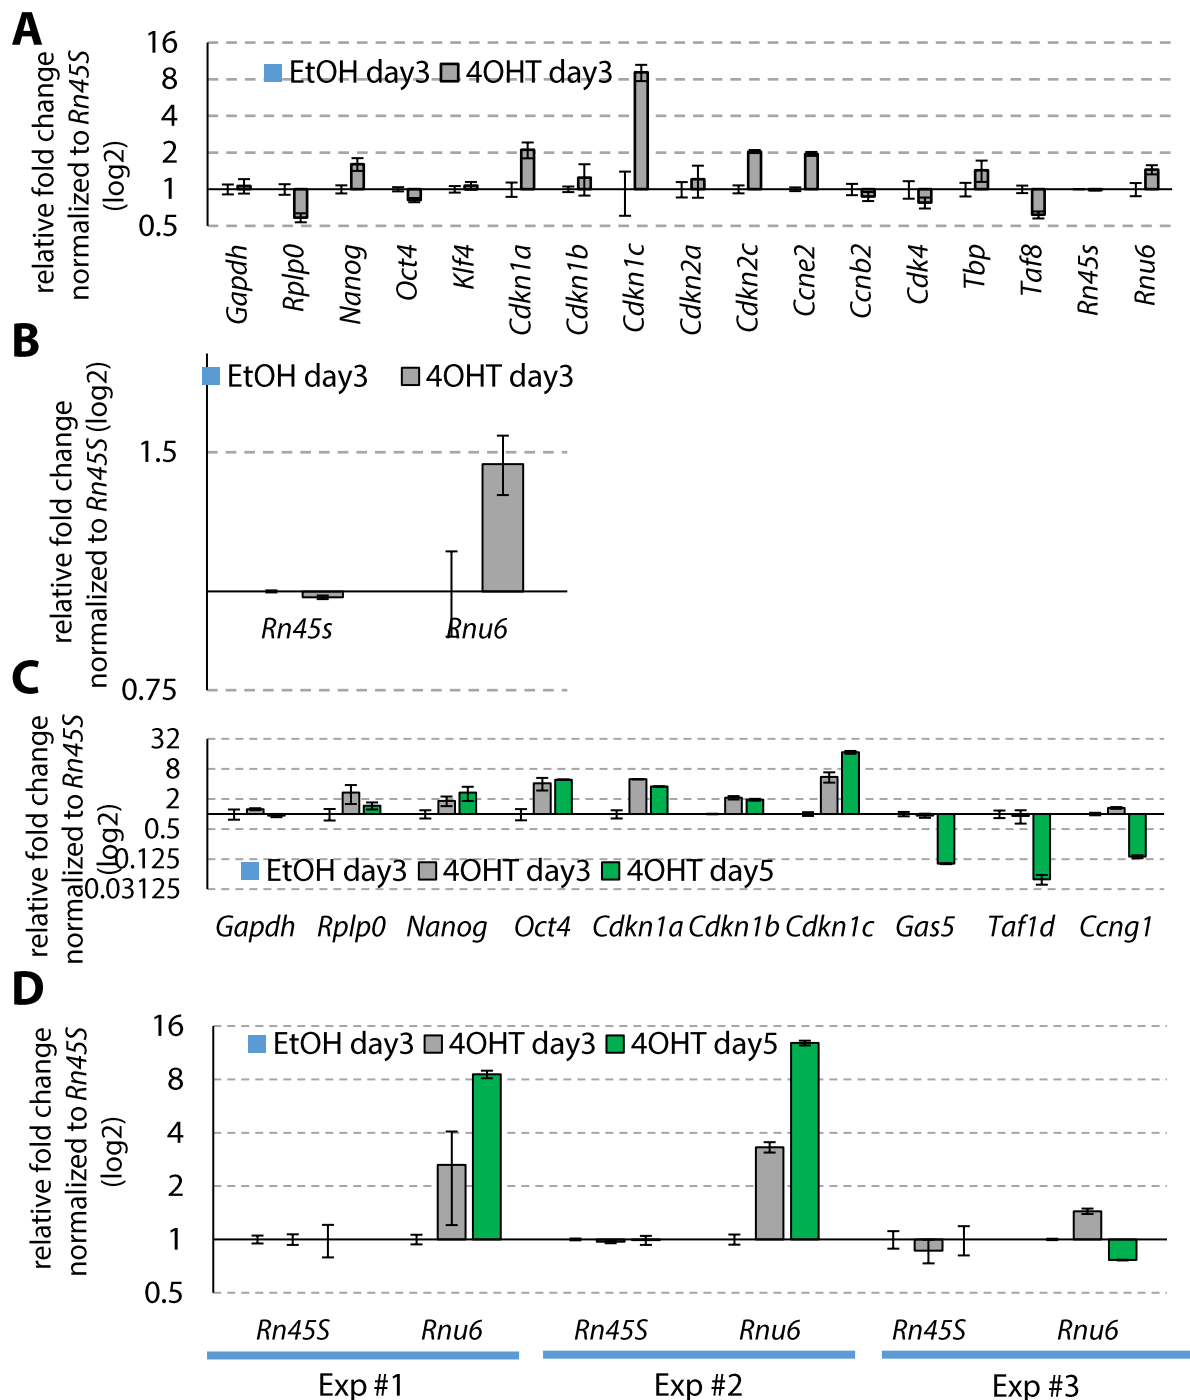 A
relative fold change
normalized to Rn45S
(log2)
16
8
4
2
1
0.5
EtOH day3 4OHT day3
Gapdh Rplp0 Nanog Oct4 Klf4 Cdkn1a Cdkn1b Cdkn1c Cdkn2a Cdkn2c Ccne2 Ccnb2 Cdk4 Tbp Taf8 Rn45s Rnu6
B
relative fold change
normalized to Rn45S (log2)
EtOH day3 4OHT day3
1.5
Rn45s Rnu6
0.75
C
relative fold change
normalized to Rn45S
(log2)
32
8
2
0.5
0.125
0.03125
EtOH day3 4OHT day3 4OHT day5
Gapdh Rplp0 Nanog Oct4 Cdkn1a Cdkn1b Cdkn1c Gas5 Taf1d Ccng1
D
relative fold change
normalized to Rn45S
(log2)
16
8
4
2
1
0.5
EtOH day3 4OHT day3 4OHT day5
Rn45S Rnu6 Rn45S Rnu6 Rn45S Rnu6
Exp #1 Exp #2 Exp #3